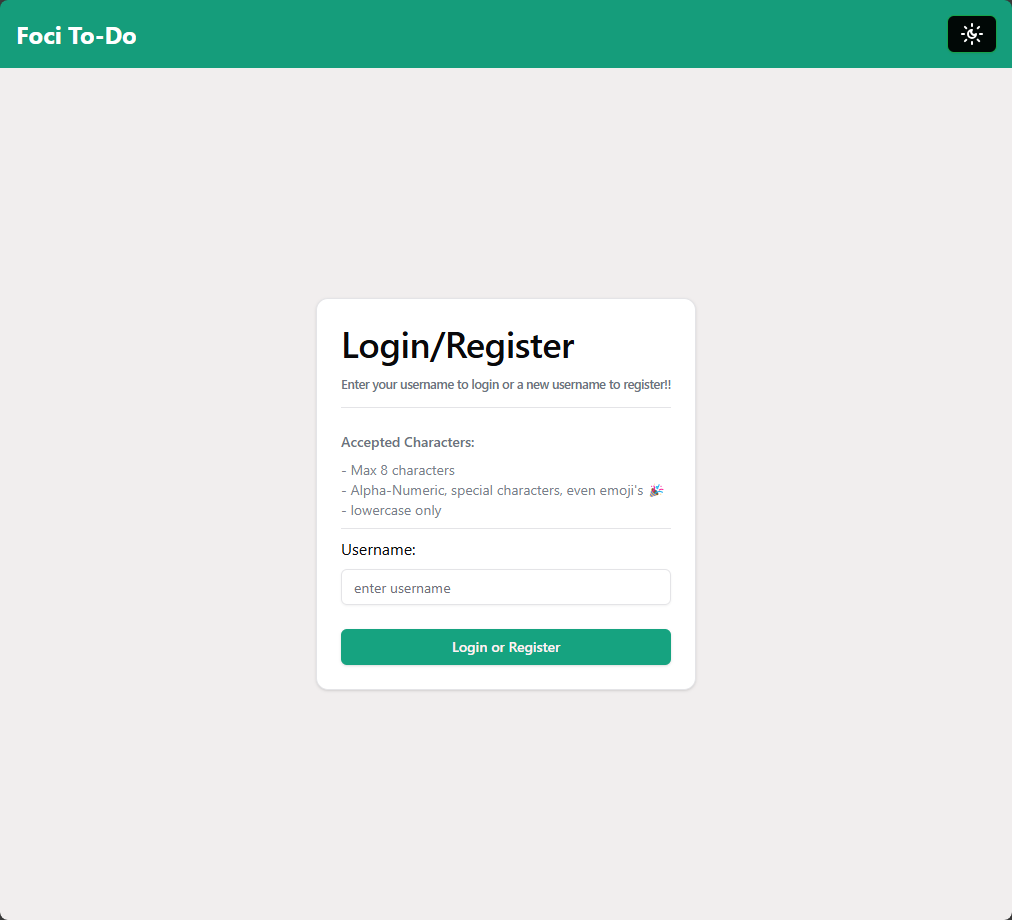 Foci To-Do
Login/Register
Enter your username to login or a new username to register!!
Accepted Characters:
- Max 8 characters
- Alpha-Numeric, special characters, even emoji's 🎉
- lowercase only
Username:
enter username
Login or Register